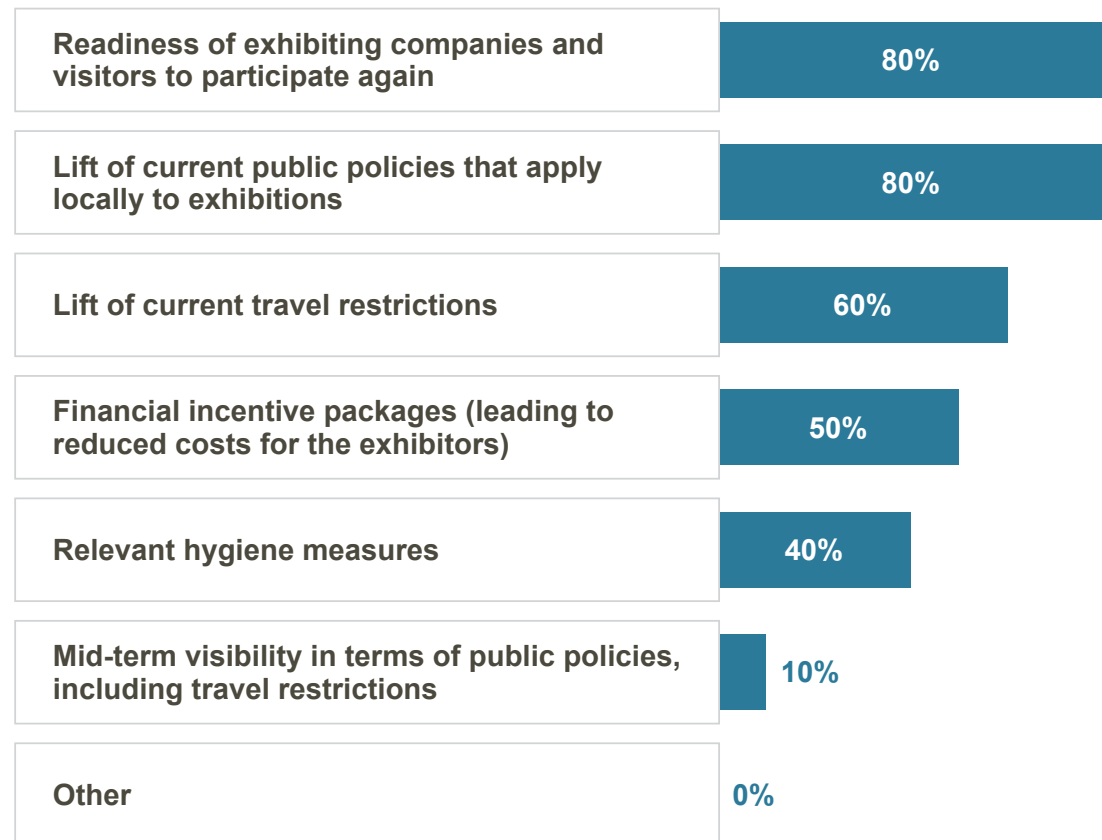 Readiness of exhibiting companies and
visitors to participate again
80%
Lift of current public policies that apply
locally to exhibitions
80%
Lift of current travel restrictions
60%
Financial incentive packages (leading to
reduced costs for the exhibitors)
50%
Relevant hygiene measures
40%
Mid-term visibility in terms of public policies,
including travel restrictions
10%
Other
0%